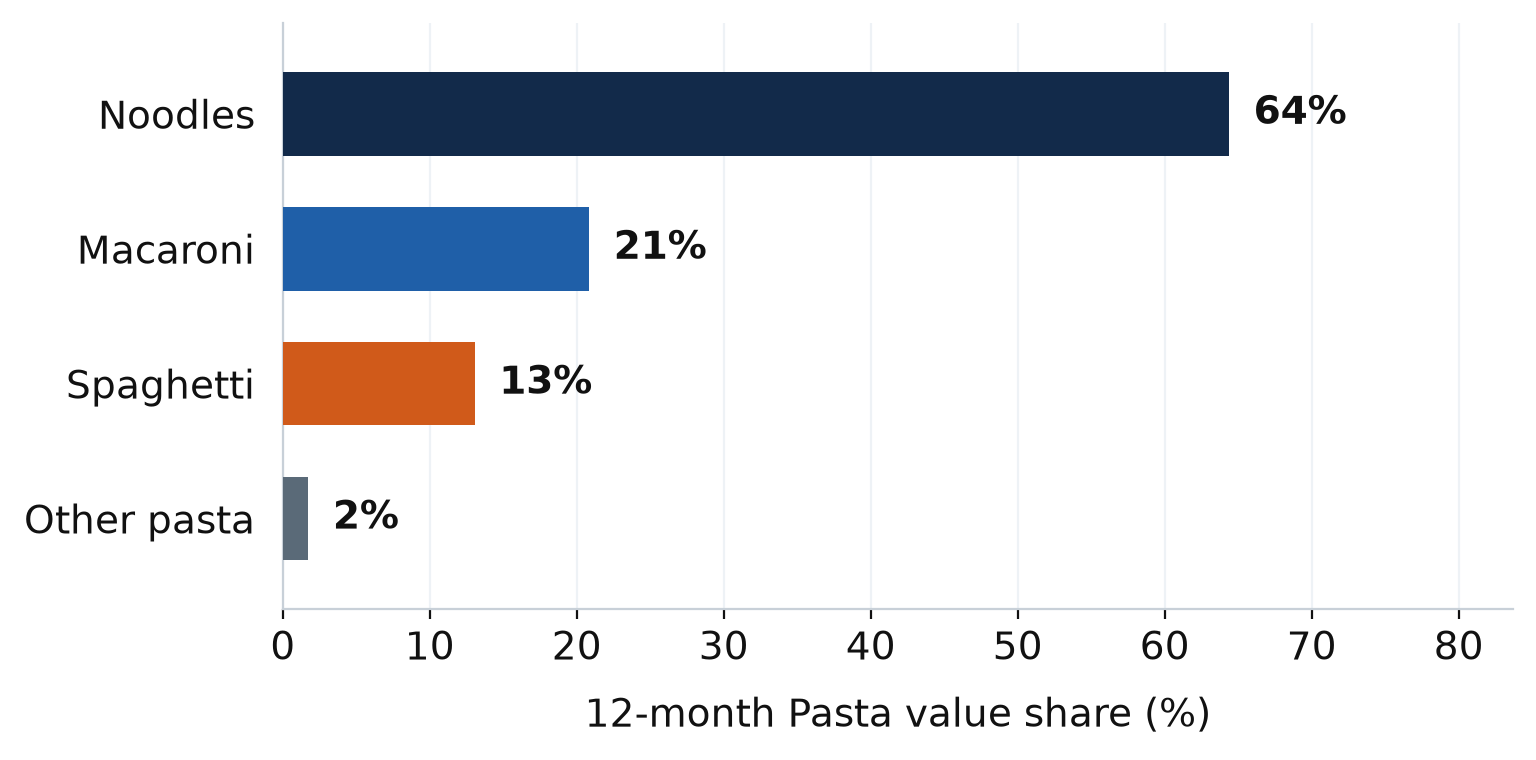 Noodles 64%
Macaroni 21%
Spaghetti 13%
Other pasta 2%
0 10 20 30 40 50 60 70 80
12-month Pasta value share (%)